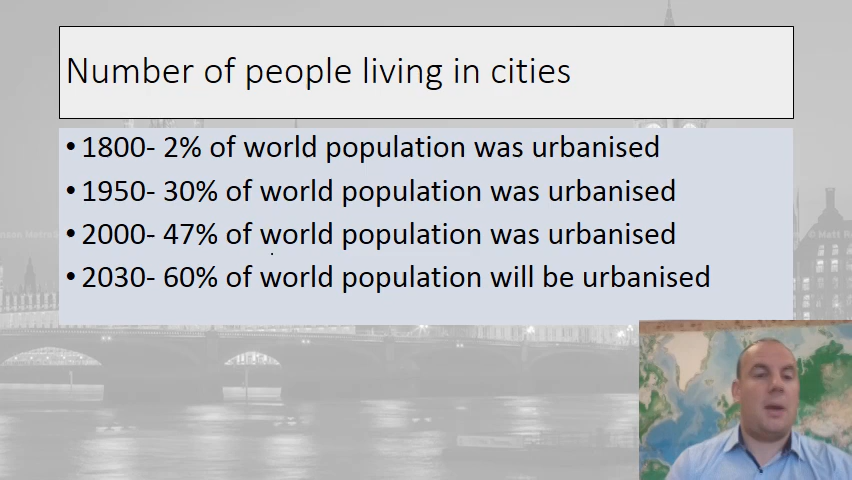 Number of people living in cities
• 1800- 2% of world population was urbanised
• 1950- 30% of world population was urbanised
• 2000- 47% of world population was urbanised
• 2030- 60% of world population will be urbanised